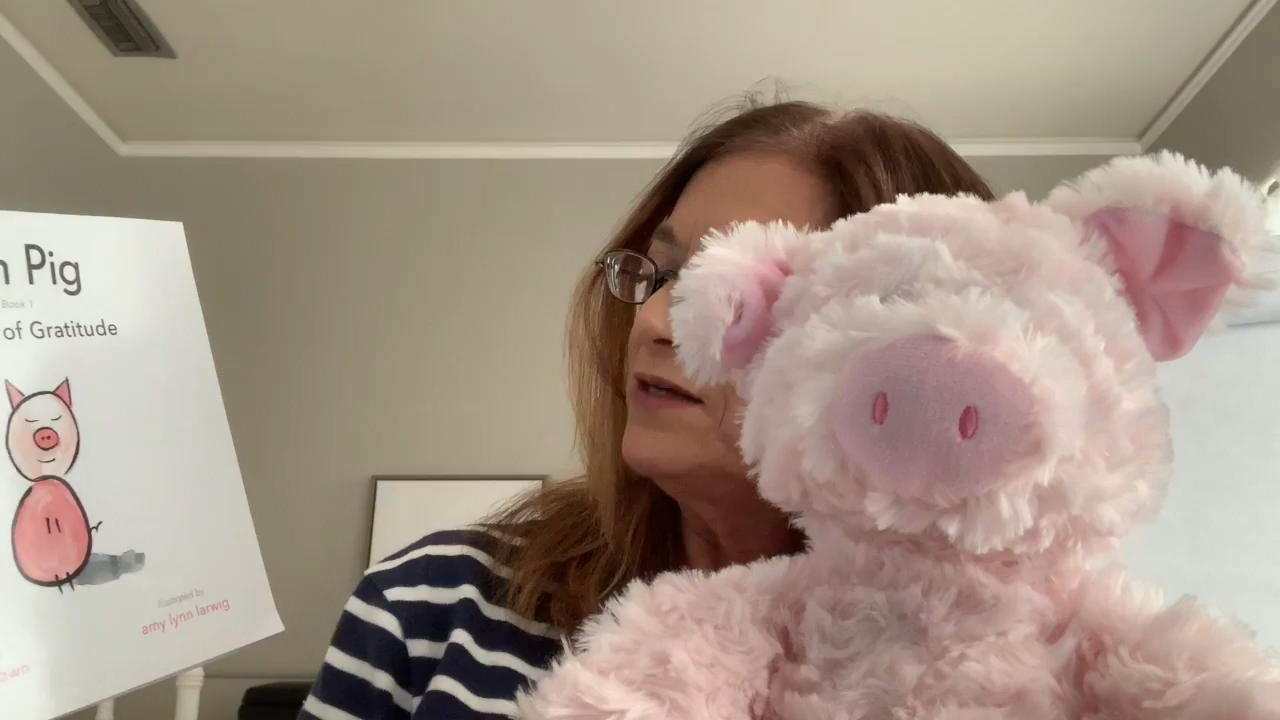 Pig
Book 1
of Gratitude
illustrated by
amy lynn larwig